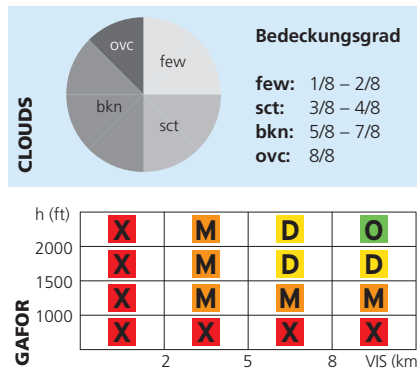 CLOUDS
ovc
few
bkn
sct
Bedeckungsgrad
few: 1/8 – 2/8
sct: 3/8 – 4/8
bkn: 5/8 – 7/8
ovc: 8/8
GAFOR
h (ft)
X M D O
2000
X M D D
1500
X M M M
1000
X X X X
2 5 8 VIS (km